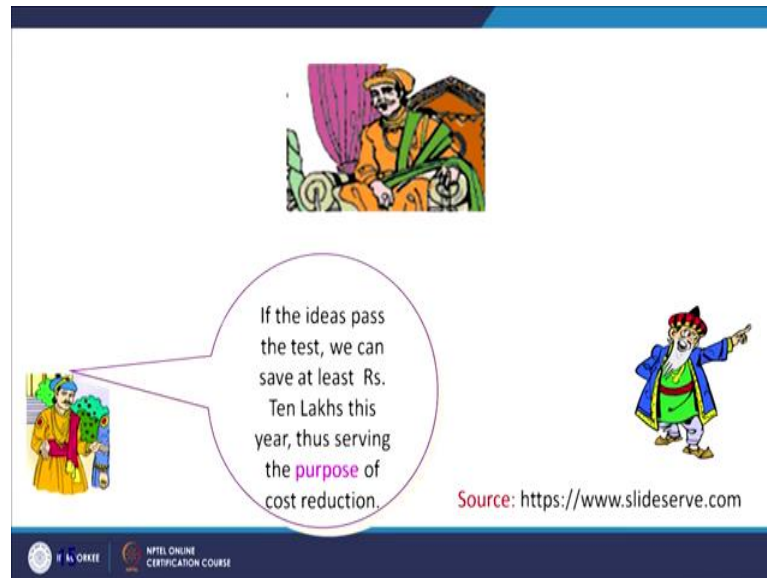 If the ideas pass
the test, we can
save at least Rs.
Ten Lakhs this
year, thus serving
the purpose of
cost reduction.
Source: https://www.slideserve.com
15
NPTEL ONLINE
CERTIFICATION COURSE